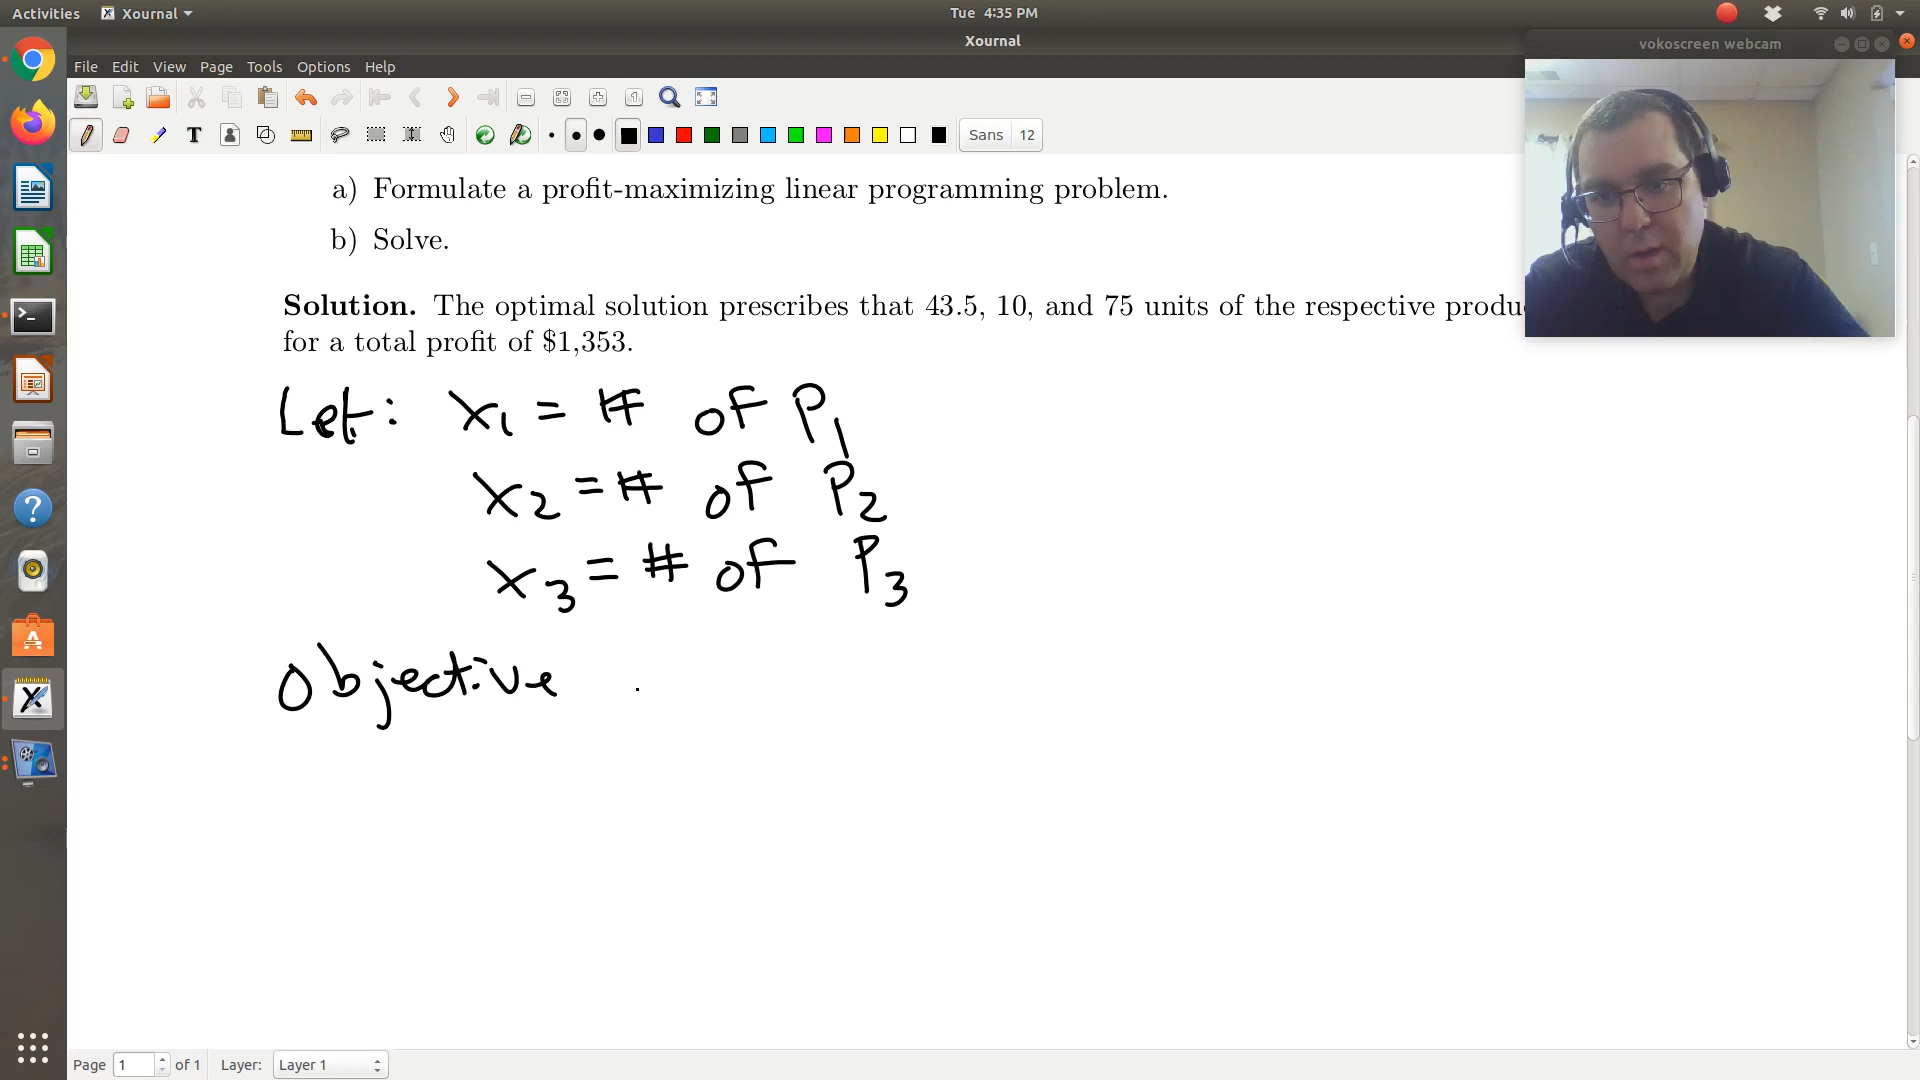 Activities Xournal Tue 4:35 PM
Xournal
vokoscreen webcam
File Edit View Page Tools Options Help
Sans 12
a) Formulate a profit-maximizing linear programming problem.
b) Solve.
Solution. The optimal solution prescribes that 43.5, 10, and 75 units of the respective produ
for a total profit of $1,353.
Let: x1 = # of P1
x2 = # of P2
x3 = # of P3
Objective
Page 1 of 1 Layer: Layer 1